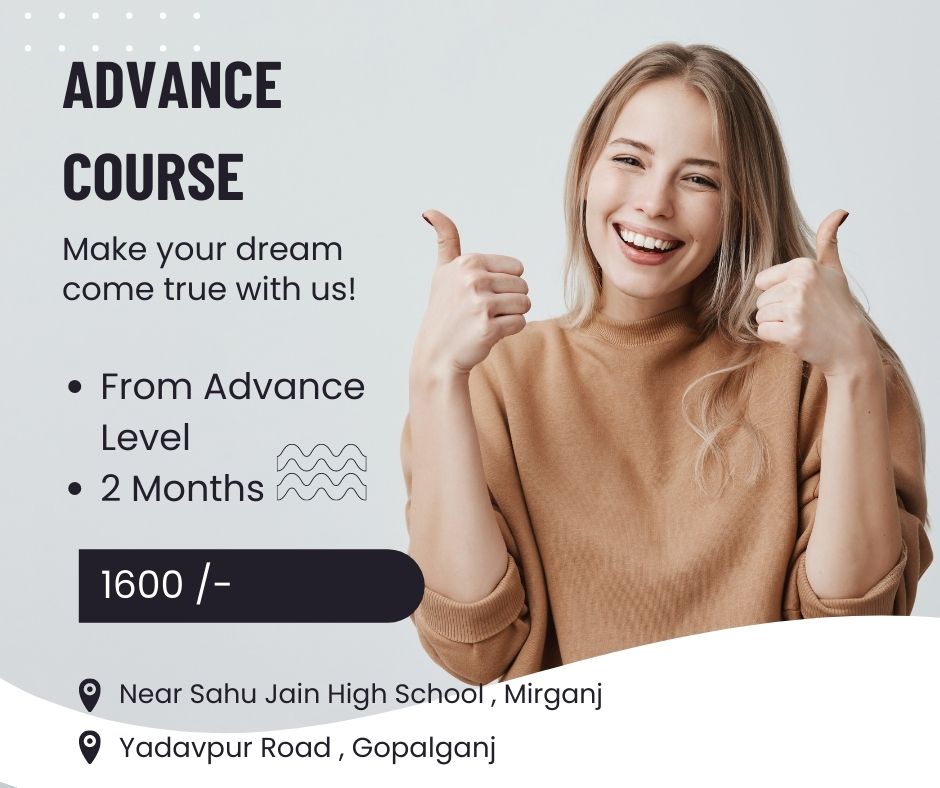 ADVANCE
COURSE
Make your dream
come true with us!
From Advance
Level
2 Months
1600 /-
Near Sahu Jain High School , Mirganj
Yadavpur Road , Gopalganj